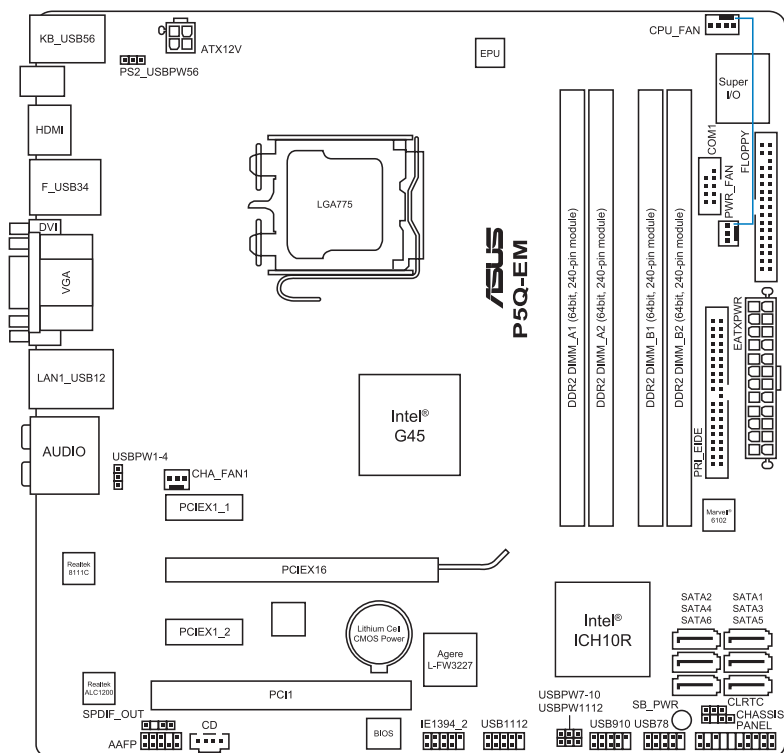 KB_USB56
ATX12V
PS2_USBPW56
EPU
CPU_FAN
Super
I/O
HDMI
F_USB34
DVI
VGA
LGA775
COM1
FLOPPY
PWR_FAN
ASUS
P5Q-EM
DDR2 DIMM_A1 (64bit, 240-pin module)
DDR2 DIMM_A2 (64bit, 240-pin module)
DDR2 DIMM_B1 (64bit, 240-pin module)
DDR2 DIMM_B2 (64bit, 240-pin module)
EATXPWR
PRI_EIDE
LAN1_USB12
Intel®
G45
AUDIO
USBPW1-4
CHA_FAN1
PCIEX1_1
Marvell®
6102
Realtek
8111C
PCIEX16
PCIEX1_2
Lithium Cell
CMOS Power
Agere
L-FW3227
Intel®
ICH10R
SATA2 SATA1
SATA4 SATA3
SATA6 SATA5
Realtek
ALC1200
PCI1
SPDIF_OUT
AAFP
CD
BIOS
IE1394_2
USB1112
USBPW7-10
USBPW1112
USB910
USB78
SB_PWR
CLRTC
CHASSIS
PANEL